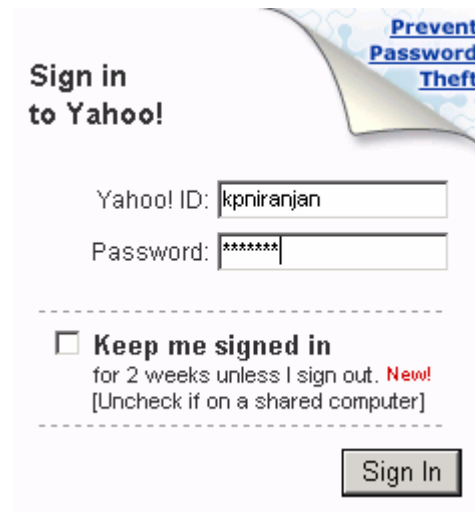 Prevent
Password
Theft
Sign in
to Yahoo!
Yahoo! ID: kpniranjan
Password: *******
Keep me signed in
for 2 weeks unless I sign out. New!
[Uncheck if on a shared computer]
Sign In